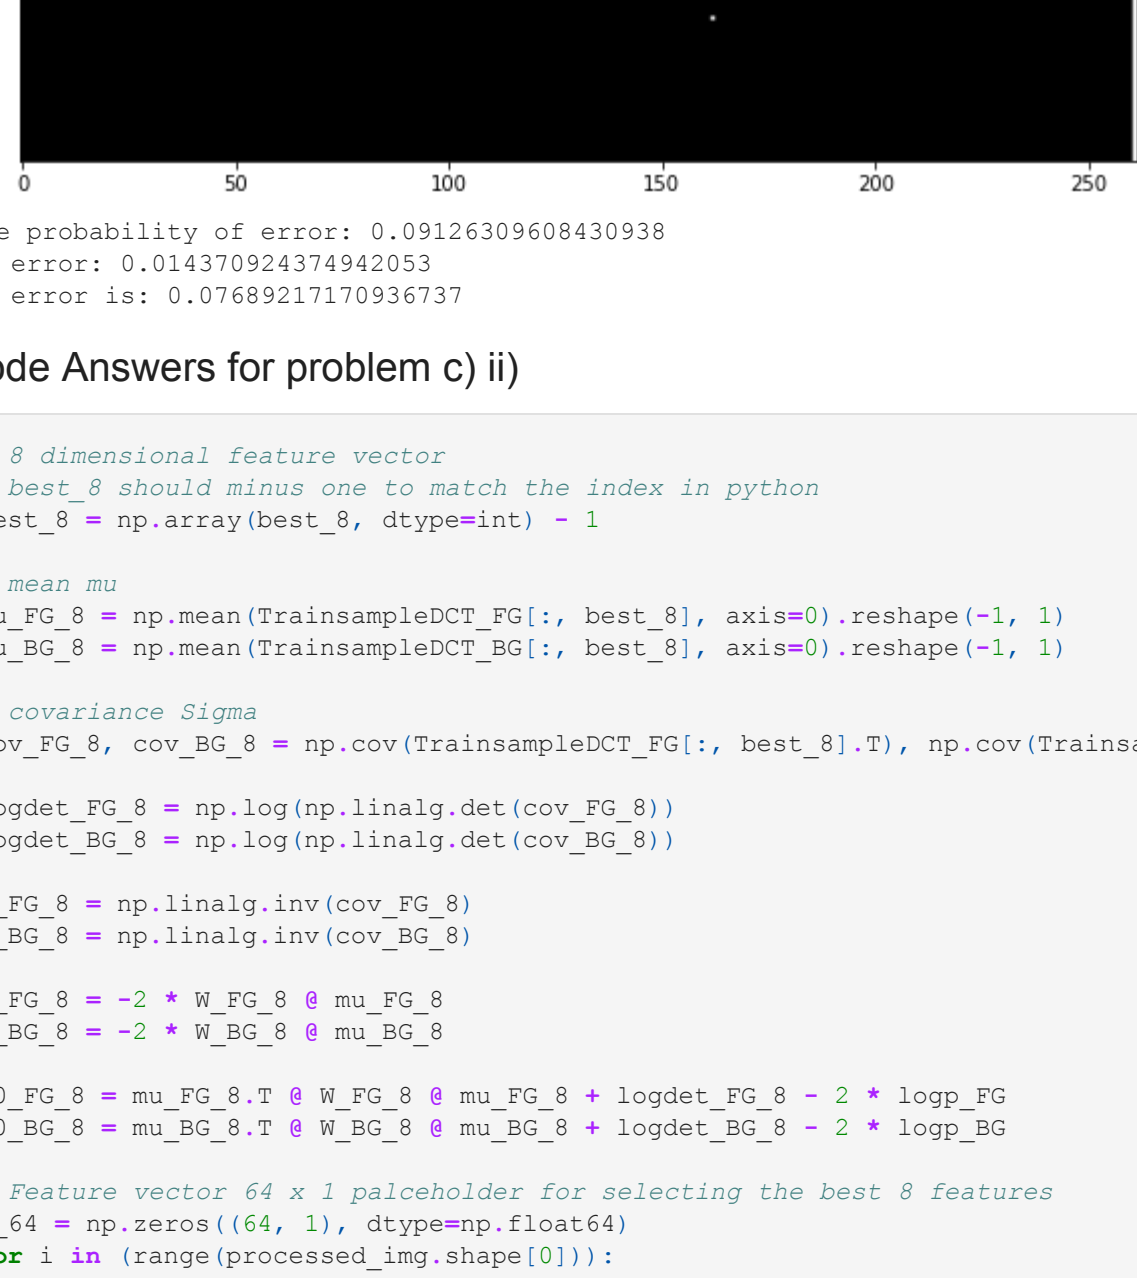 0 50 100 150 200 250
e probability of error: 0.09126309608430938
error: 0.014370924374942053
error is: 0.07689217170936737
ode Answers for problem c) ii)
8 dimensional feature vector
best_8 should minus one to match the index in python
est_8 = np.array(best_8, dtype=int) - 1
mean mu
u_FG_8 = np.mean(TrainsampleDCT_FG[:, best_8], axis=0).reshape(-1, 1)
u_BG_8 = np.mean(TrainsampleDCT_BG[:, best_8], axis=0).reshape(-1, 1)
covariance Sigma
ov_FG_8, cov_BG_8 = np.cov(TrainsampleDCT_FG[:, best_8].T), np.cov(Trainsa
ogdet_FG_8 = np.log(np.linalg.det(cov_FG_8))
ogdet_BG_8 = np.log(np.linalg.det(cov_BG_8))
_FG_8 = np.linalg.inv(cov_FG_8)
_BG_8 = np.linalg.inv(cov_BG_8)
_FG_8 = -2 * W_FG_8 @ mu_FG_8
_BG_8 = -2 * W_BG_8 @ mu_BG_8
0_FG_8 = mu_FG_8.T @ W_FG_8 @ mu_FG_8 + logdet_FG_8 - 2 * logp_FG
0_BG_8 = mu_BG_8.T @ W_BG_8 @ mu_BG_8 + logdet_BG_8 - 2 * logp_BG
Feature vector 64 x 1 palceholder for selecting the best 8 features
_64 = np.zeros((64, 1), dtype=np.float64)
or i in (range(processed_img.shape[0])):